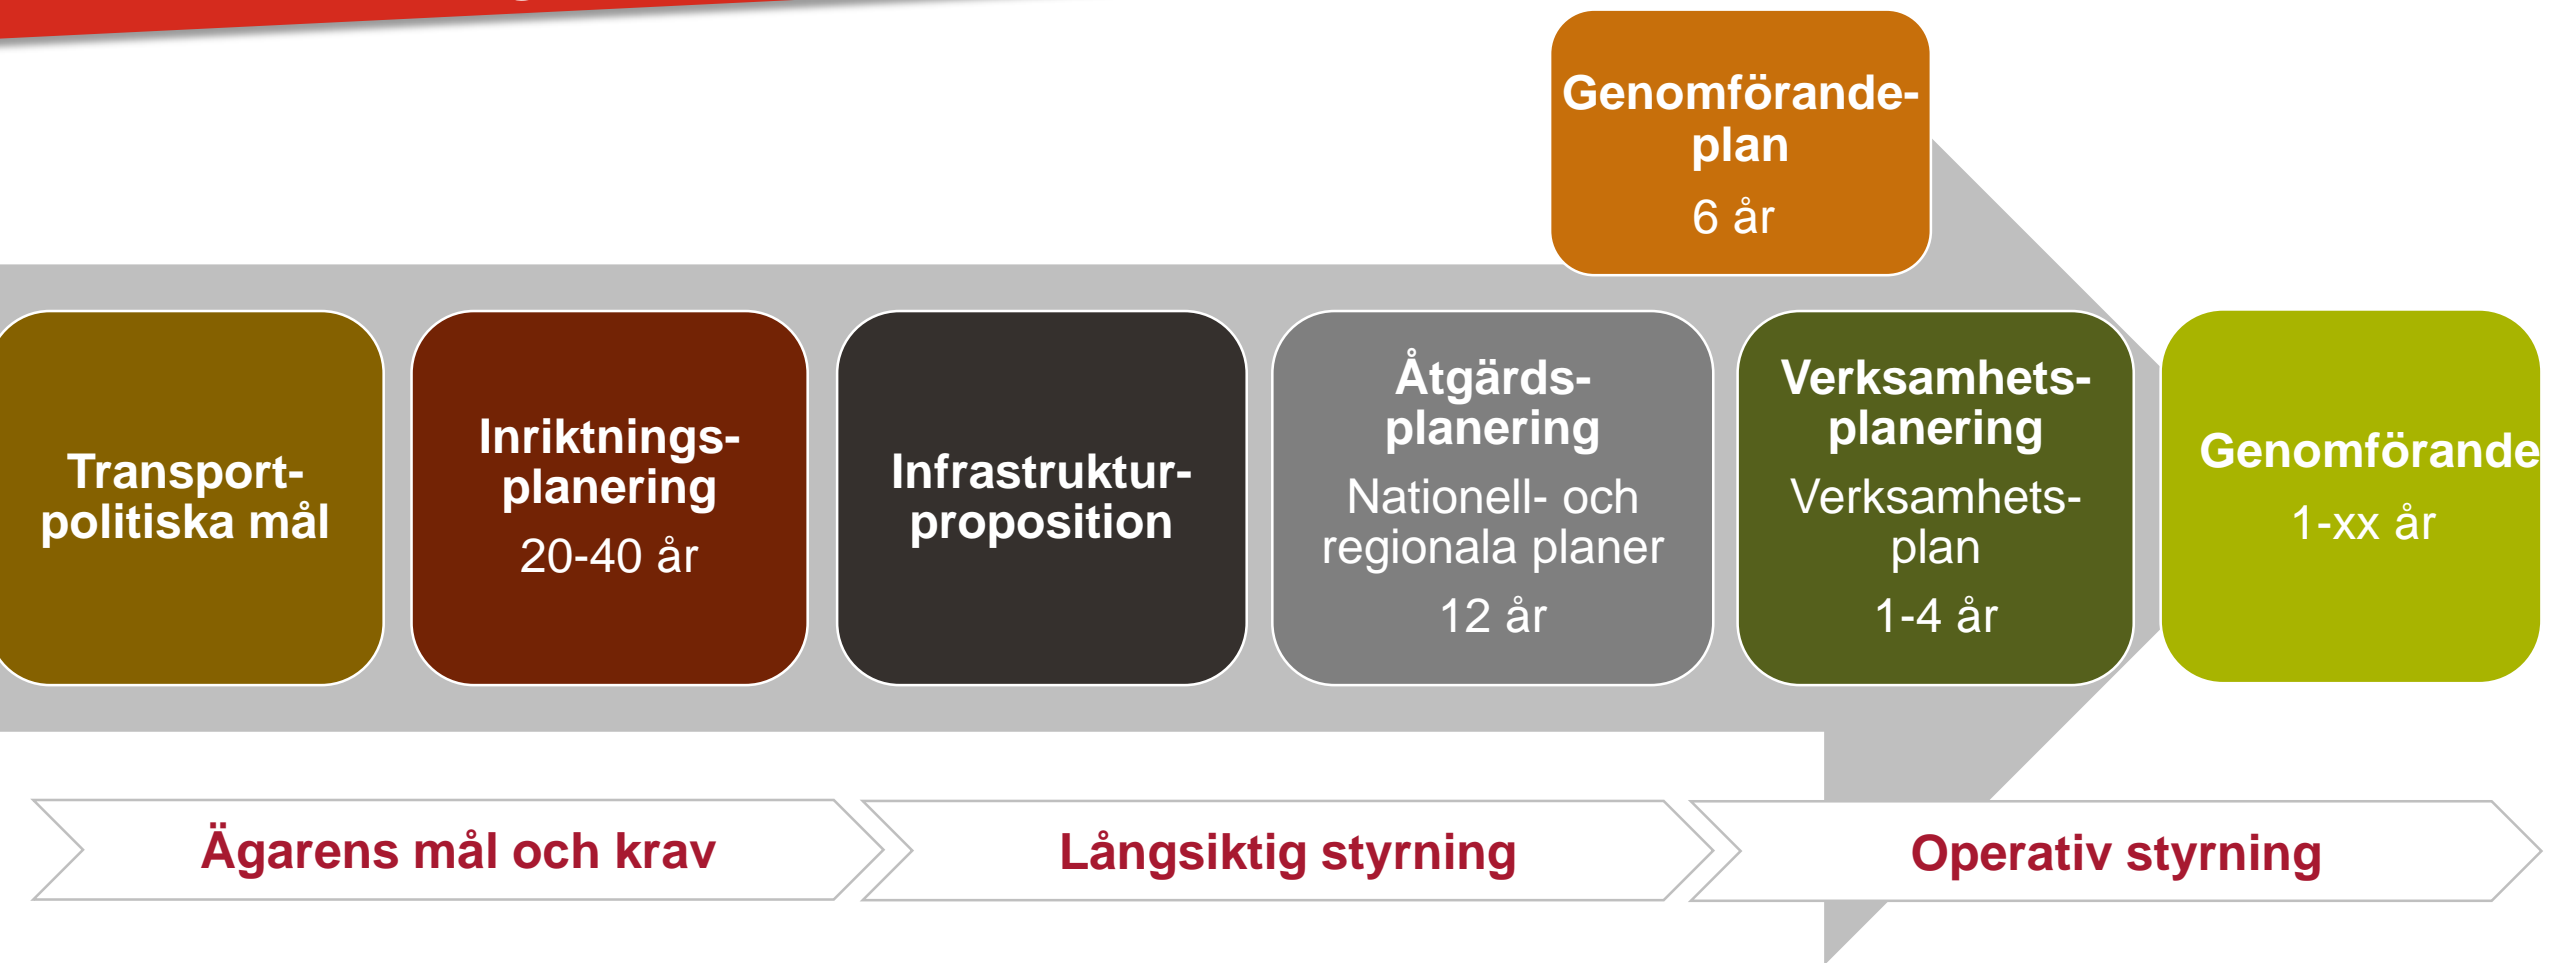 Genomförande-
plan
6 år
Transport-
politiska mål
Inriktnings-
planering
20-40 år
Infrastruktur-
proposition
Åtgärds-
planering
Nationell- och
regionala planer
12 år
Verksamhets-
planering
Verksamhets-
plan
1-4 år
Genomförande
1-xx år
Ägarens mål och krav
Långsiktig styrning
Operativ styrning